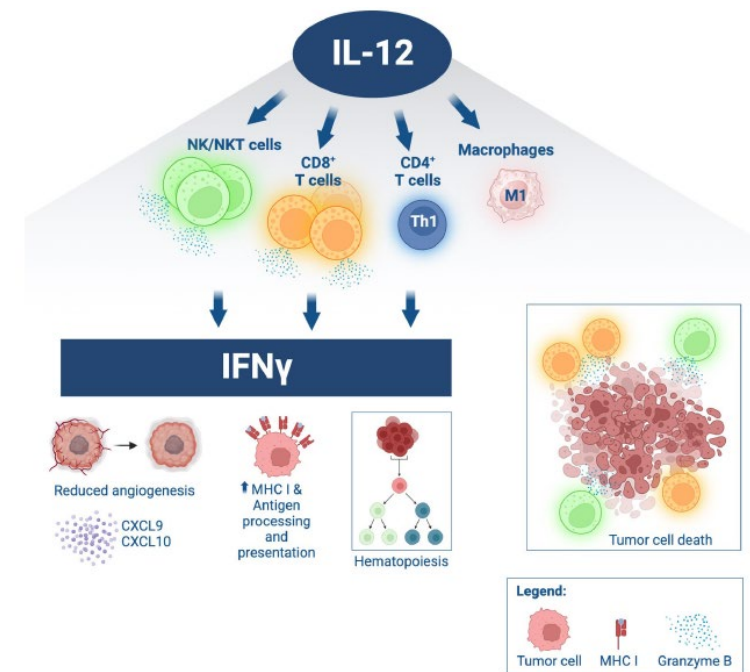 IL-12
NK/NKT cells
CD8⁺
T cells
CD4⁺
T cells
Macrophages
Th1
M1
IFNγ
Reduced angiogenesis
CXCL9
CXCL10
⬆MHC I &
Antigen
processing
and
presentation
Hematopoiesis
Tumor cell death
Legend:
Tumor cell
MHC I
Granzyme B